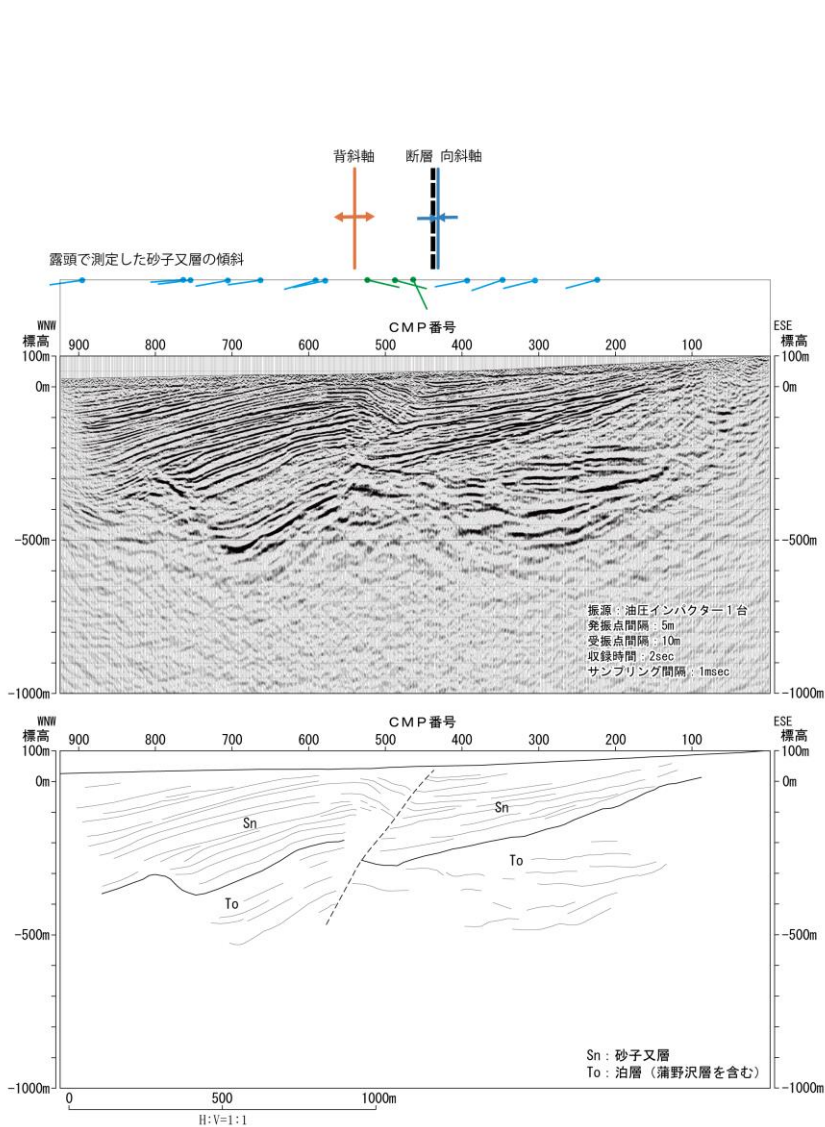 背斜軸 断層 向斜軸
露頭で測定した砂子又層の傾斜
WNW CMP番号 ESE
標高 900 800 700 600 500 400 300 200 100 標高
100m 100m
0m 0m
-500m -500m
振源：油圧インパクター1台
発振点間隔：5m
受振点間隔：10m
収録時間：2sec
サンプリング間隔：1msec
-1000m -1000m
WNW CMP番号 ESE
標高 900 800 700 600 500 400 300 200 100 標高
100m 100m
0m 0m
Sn Sn
To
To
-500m -500m
Sn：砂子又層
To：泊層（蒲野沢層を含む）
-1000m -1000m
0 500 1000m
H:V=1:1